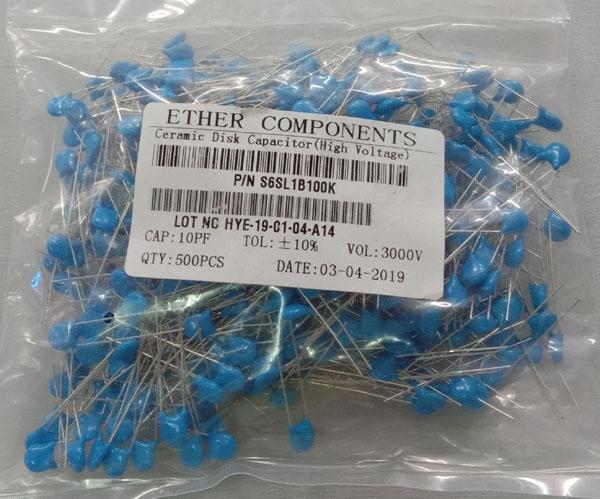 ETHER COMPONENTS
Ceramic Disk Capacitor(High Voltage)
P/N S6SL1B100K
LOT NC HYE-19-01-04-A14
CAP:10PF TOL:±10% VOL:3000V
QTY:500PCS DATE:03-04-2019